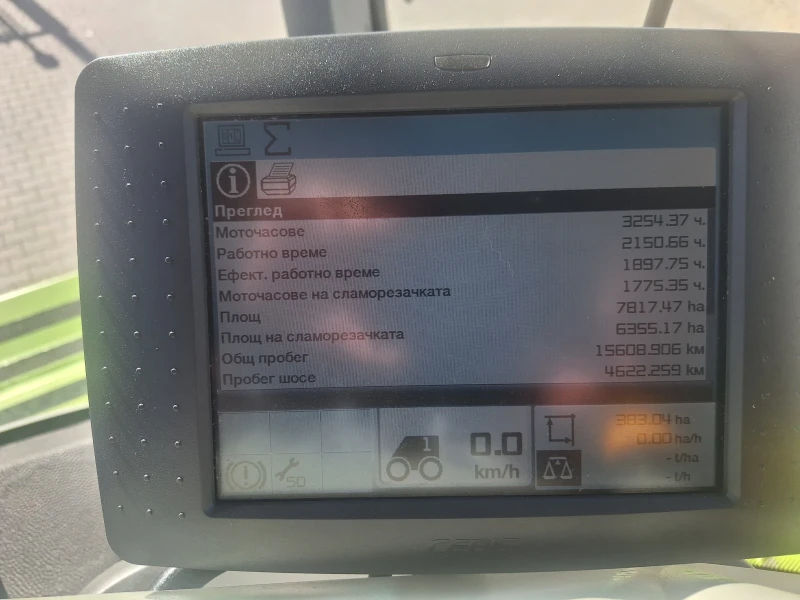 Преглед
Моточасове 3254.37 ч.
Работно време 2150.66 ч.
Ефект. работно време 1897.75 ч.
Моточасове на сламорезачката 1775.35 ч.
Площ 7817.47 ha
Площ на сламорезачката 6355.17 ha
Общ пробег 15608.906 км
Пробег шосе 4622.259 км
1 0.0 km/h
50
383.04 ha
0.00 ha/h
- t/ha
- t/h